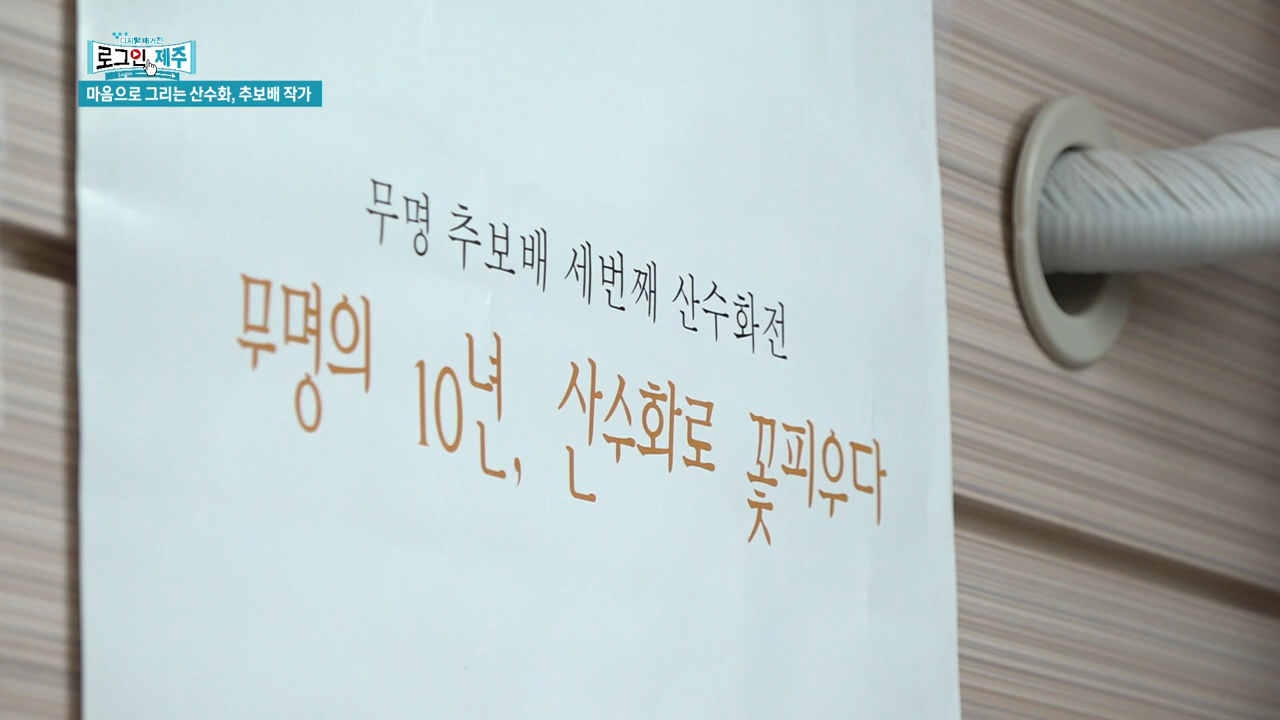 디지털 매거진
로그인 제주
Login
마음으로 그리는 산수화, 추보배 작가
무명 추보배 세번째 산수화전
무명의 10년, 산수화로 꽃피우다